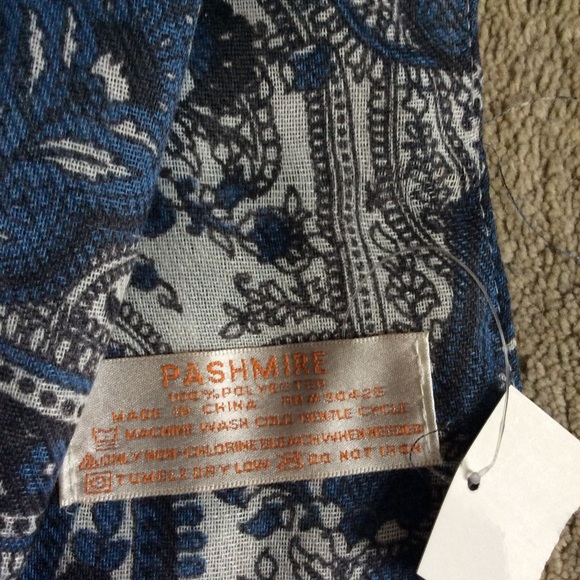 PASHMIRE
100% POLYESTER
MADE IN CHINA RN# 90425
MACHINE WASH COLD GENTLE CYCLE
ONLY NON-CHLORINE BLEACH WHEN NEEDED
TUMBLE DRY LOW DO NOT IRON